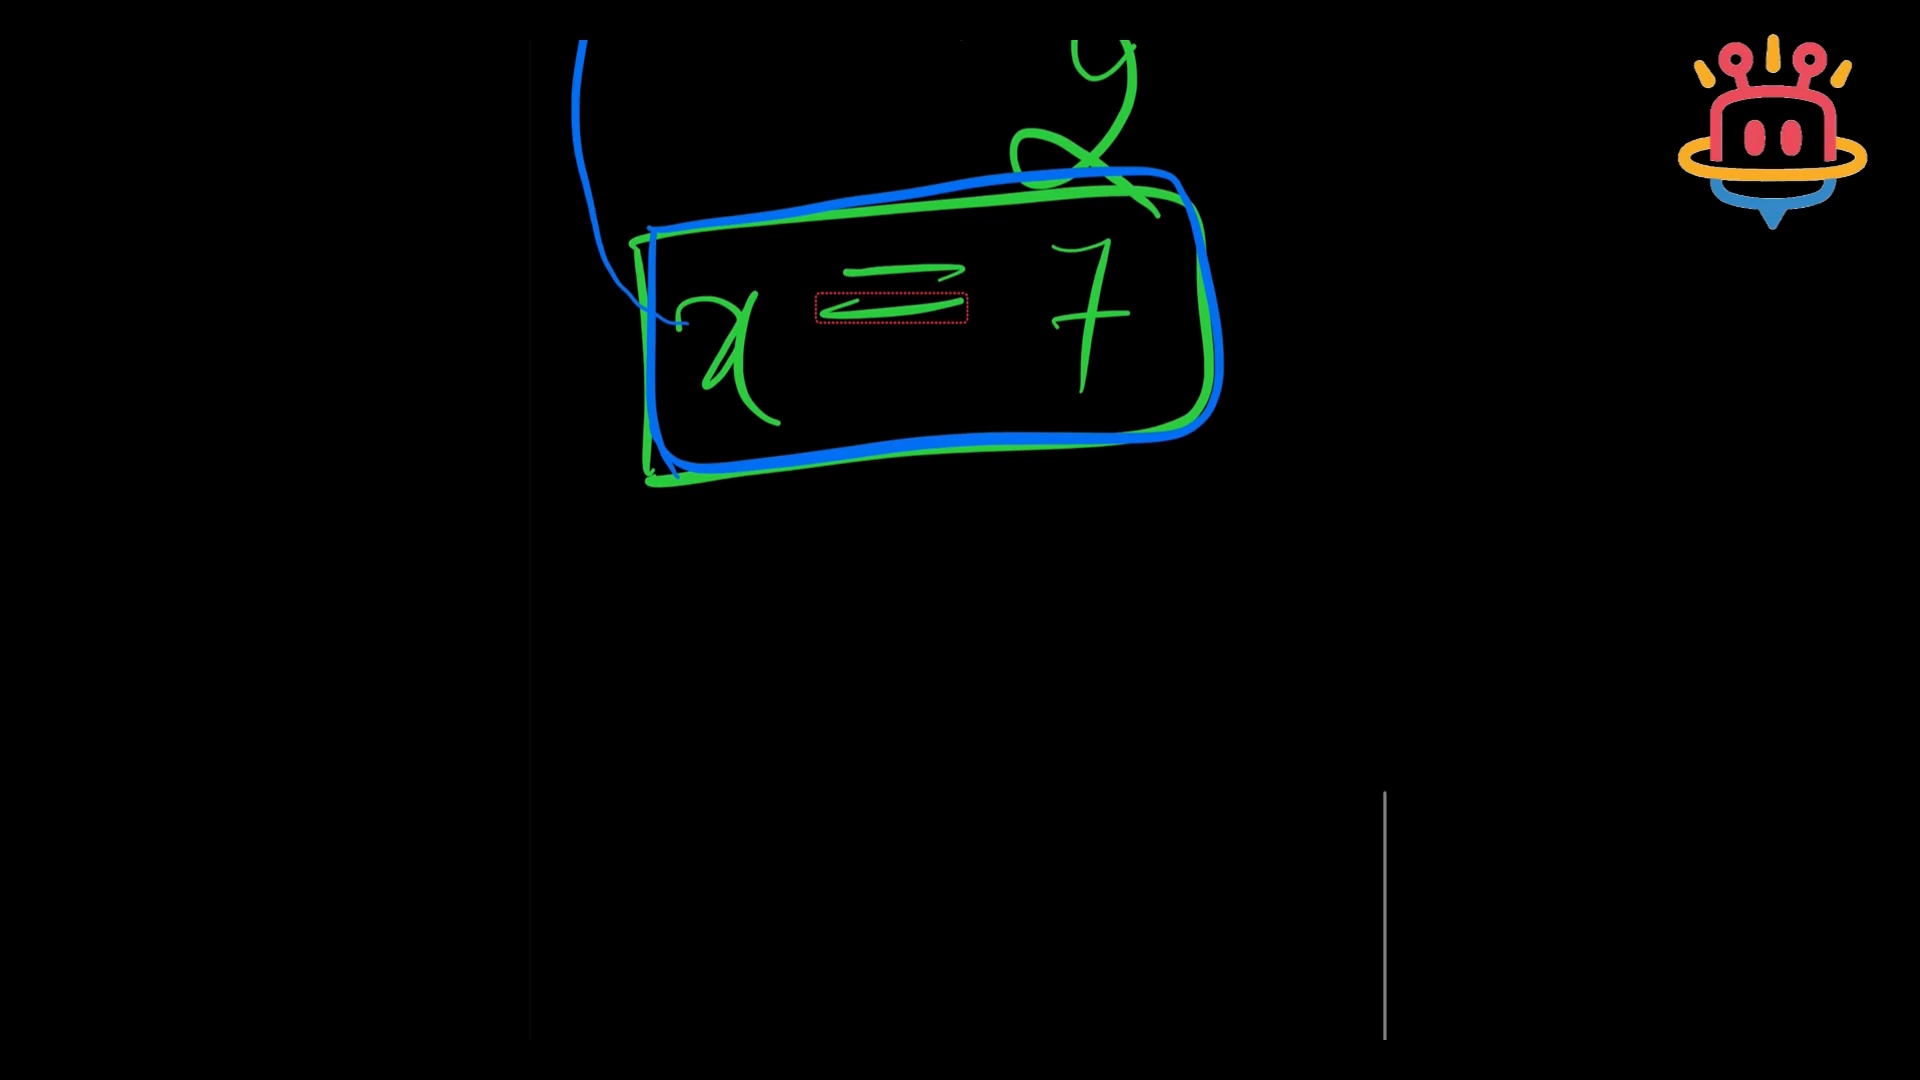 x = 7